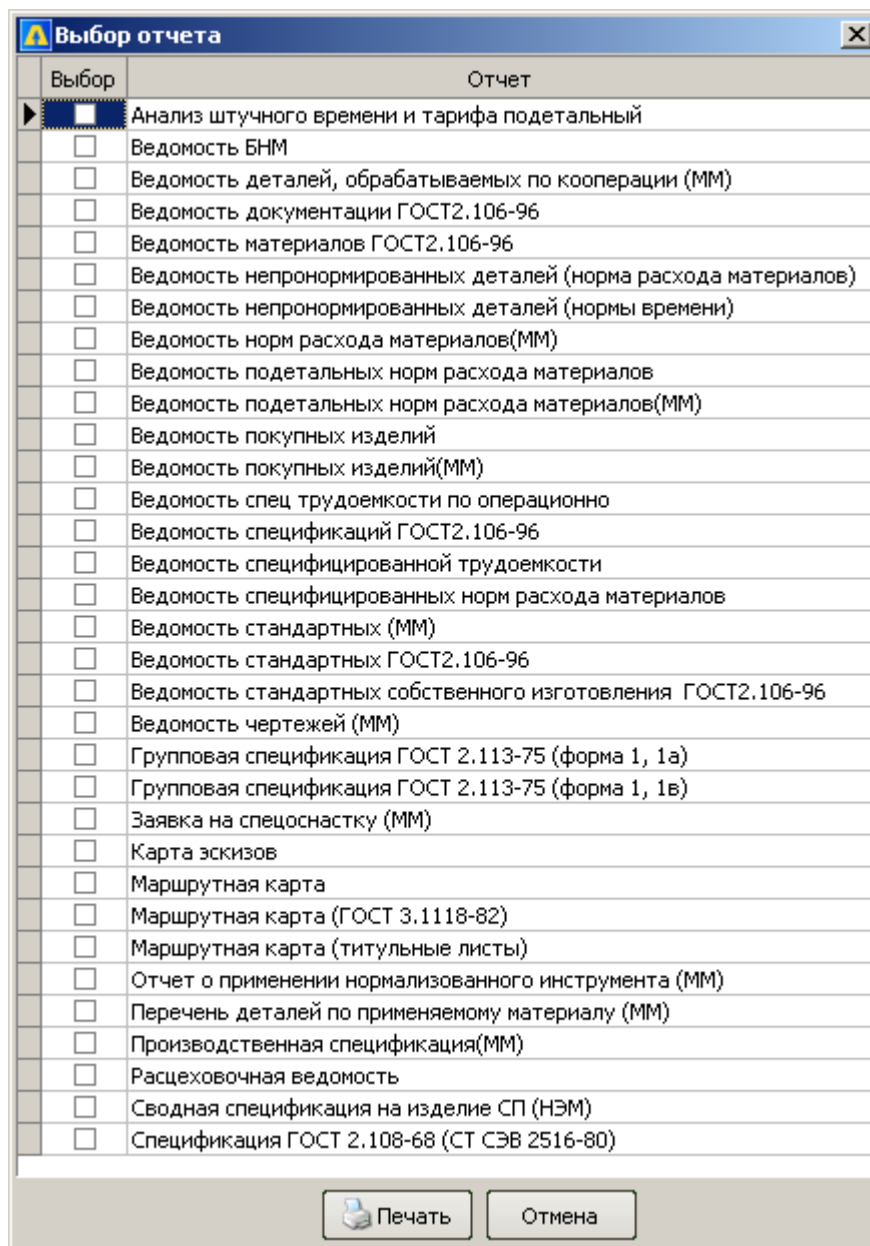 Выбор отчета
Выбор Отчет
Анализ штучного времени и тарифа подетальный
Ведомость БНМ
Ведомость деталей, обрабатываемых по кооперации (ММ)
Ведомость документации ГОСТ2.106-96
Ведомость материалов ГОСТ2.106-96
Ведомость непронормированных деталей (норма расхода материалов)
Ведомость непронормированных деталей (нормы времени)
Ведомость норм расхода материалов(ММ)
Ведомость подетальных норм расхода материалов
Ведомость подетальных норм расхода материалов(ММ)
Ведомость покупных изделий
Ведомость покупных изделий(ММ)
Ведомость спец трудоемкости по операционно
Ведомость спецификаций ГОСТ2.106-96
Ведомость специфицированной трудоемкости
Ведомость специфицированных норм расхода материалов
Ведомость стандартных (ММ)
Ведомость стандартных ГОСТ2.106-96
Ведомость стандартных собственного изготовления  ГОСТ2.106-96
Ведомость чертежей (ММ)
Групповая спецификация ГОСТ 2.113-75 (форма 1, 1а)
Групповая спецификация ГОСТ 2.113-75 (форма 1, 1в)
Заявка на спецоснастку (ММ)
Карта эскизов
Маршрутная карта
Маршрутная карта (ГОСТ 3.1118-82)
Маршрутная карта (титульные листы)
Отчет о применении нормализованного инструмента (ММ)
Перечень деталей по применяемому материалу (ММ)
Производственная спецификация(ММ)
Расцеховочная ведомость
Сводная спецификация на изделие СП (НЭМ)
Спецификация ГОСТ 2.108-68 (СТ СЭВ 2516-80)
Печать Отмена